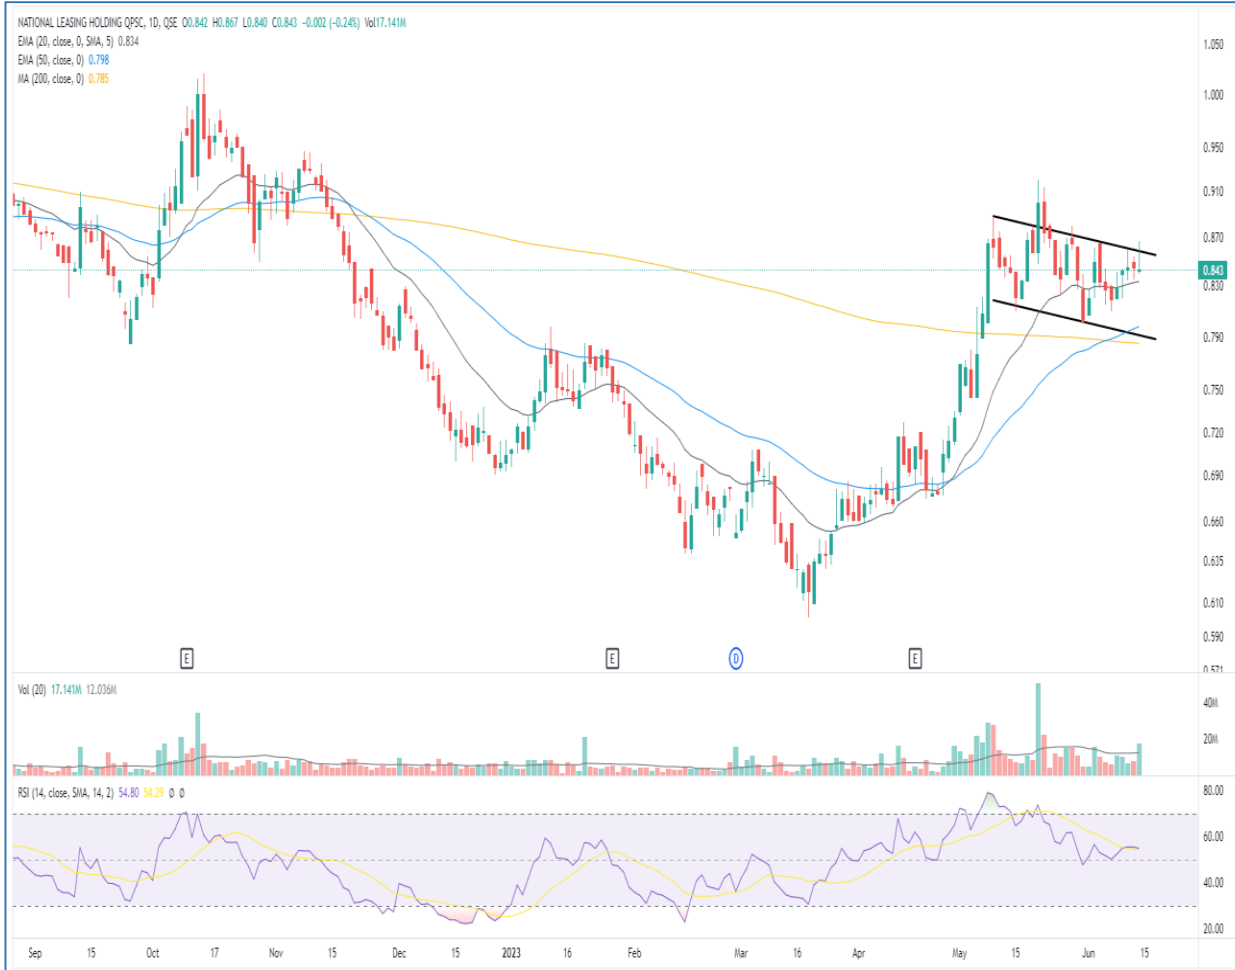 NATIONAL LEASING HOLDING QPSC, 1D, QSE O0.842 H0.867 L0.840 C0.843 -0.002 (-0.24%) Vol17.141M
EMA (20, close, 0, SMA, 5) 0.834
EMA (50, close, 0) 0.798
MA (200, close, 0) 0.785
1.050
1.000
0.950
0.910
0.870
0.843
0.830
0.790
0.750
0.720
0.690
0.660
0.635
0.610
0.590
0.571
E E D E
Vol (20) 17.141M 12.036M
40M
20M
RSI (14, close, SMA, 14, 2) 54.80 54.29 Ø Ø
80.00
60.00
40.00
20.00
Sep 15 Oct 17 Nov 15 Dec 15 2023 16 Feb Mar 16 Apr May 15 Jun 15